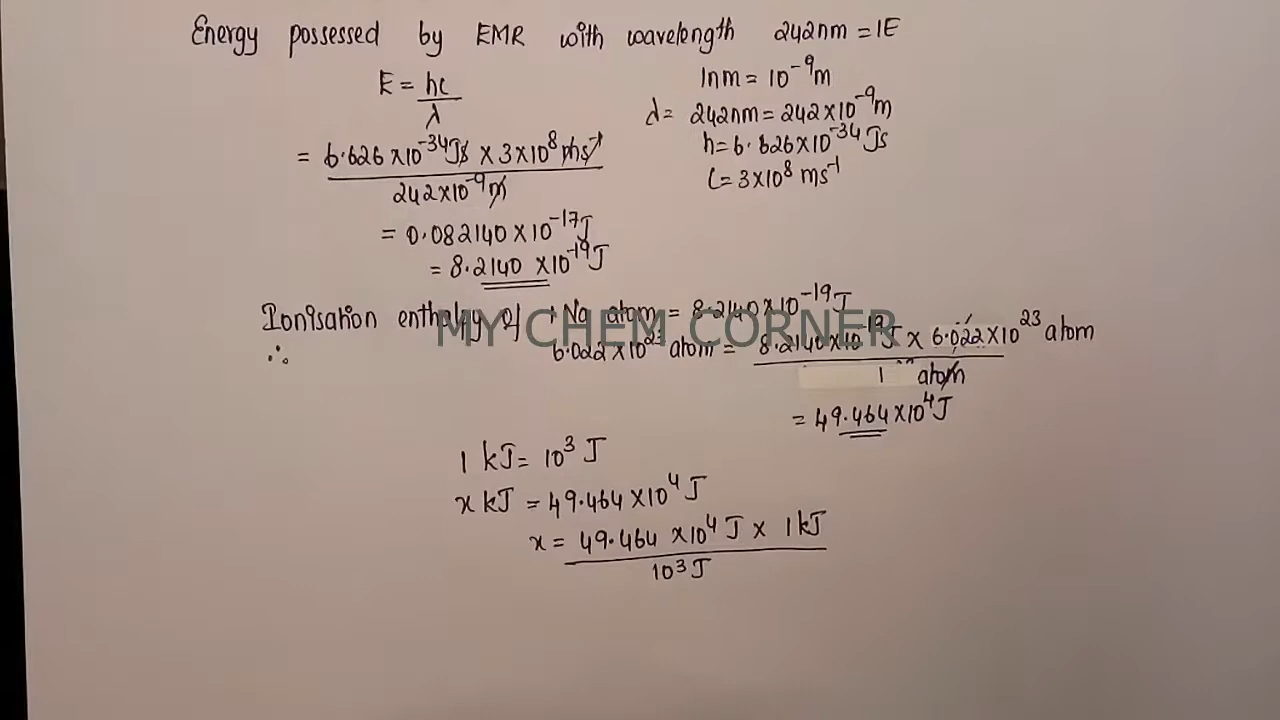 Energy possessed by EMR with wavelength 242nm = IE
E = hc/λ
1nm = 10⁻⁹m
λ = 242nm = 242×10⁻⁹m
= 6.626×10⁻³⁴Js × 3×10⁸ms⁻¹
242×10⁻⁹m
h = 6.626×10⁻³⁴Js
C = 3×10⁸ ms⁻¹
= 0.082140×10⁻¹⁷J
= 8.2140 ×10⁻¹⁹J
Ionisation enthalpy of 1 Na atom = 8.2140×10⁻¹⁹J
MY CHEM CORNER
∴ 6.022×10²³ atom = 8.2140×10⁻¹⁹J × 6.022×10²³ atom
1 atom
= 49.464×10⁴J
1 kJ = 10³ J
x kJ = 49.464×10⁴J
x = 49.464 ×10⁴ J × 1kJ
10³J